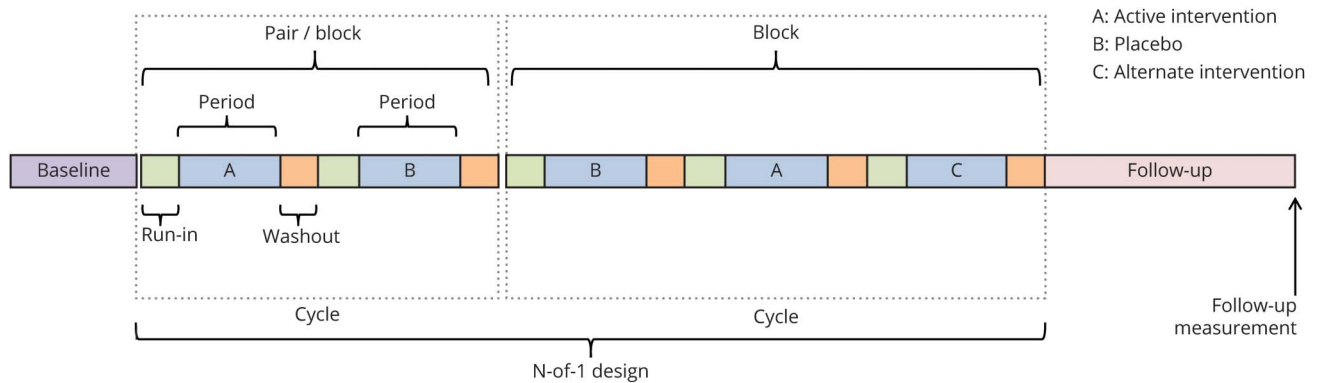 Pair / block
Block
A: Active intervention
B: Placebo
C: Alternate intervention
Period
Period
Baseline
A
B
B
A
C
Follow-up
Run-in
Washout
Cycle
Cycle
Follow-up
measurement
N-of-1 design